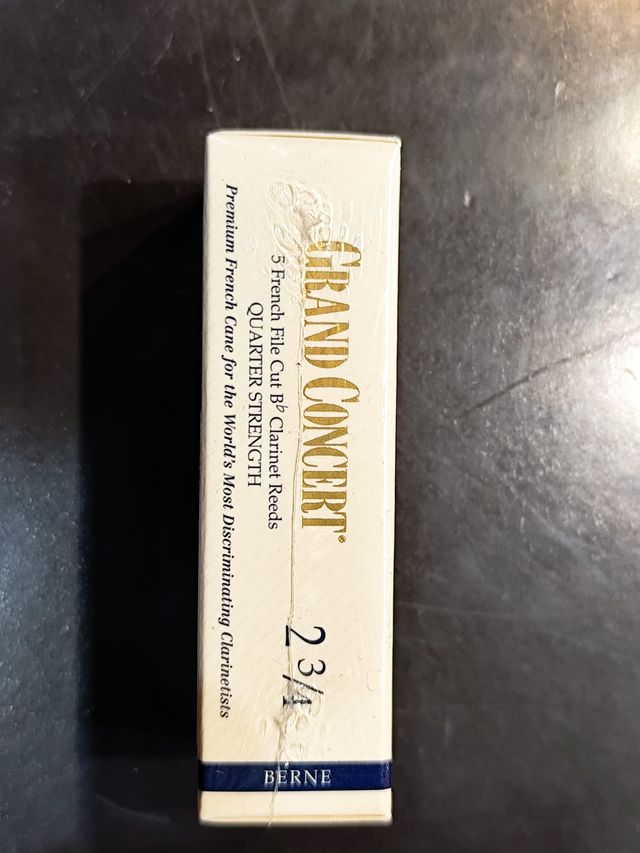 GRAND CONCERT®
5 French File Cut B♭ Clarinet Reeds
QUARTER STRENGTH
Premium French Cane for the World's Most Discriminating Clarinetists
2 3/4
BERNE